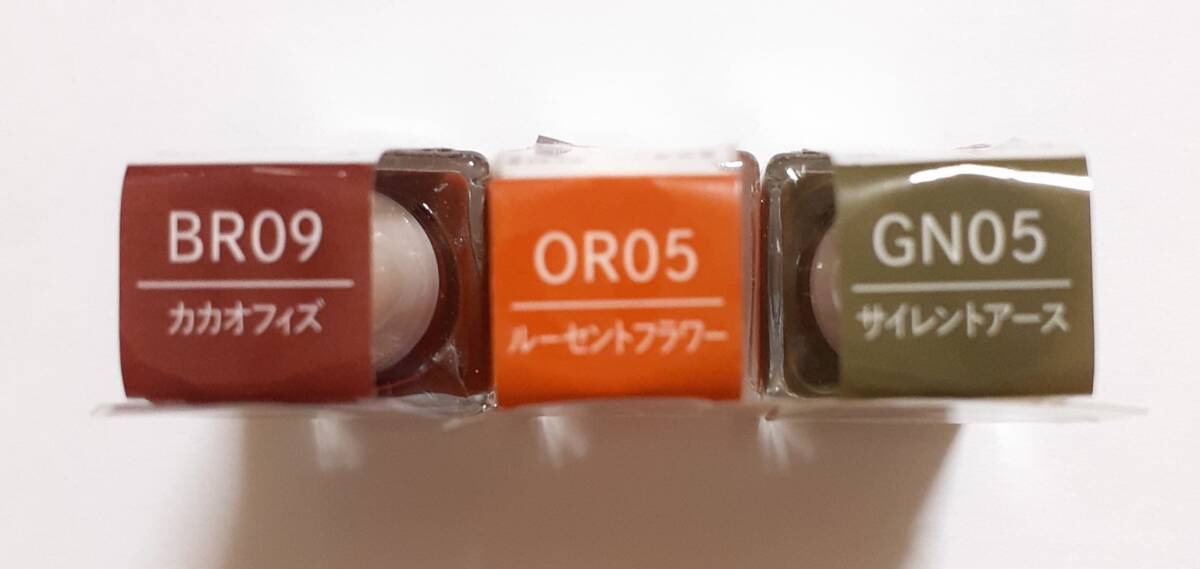 BR09
カカオフィズ
OR05
ルーセントフラワー
GN05
サイレントアース